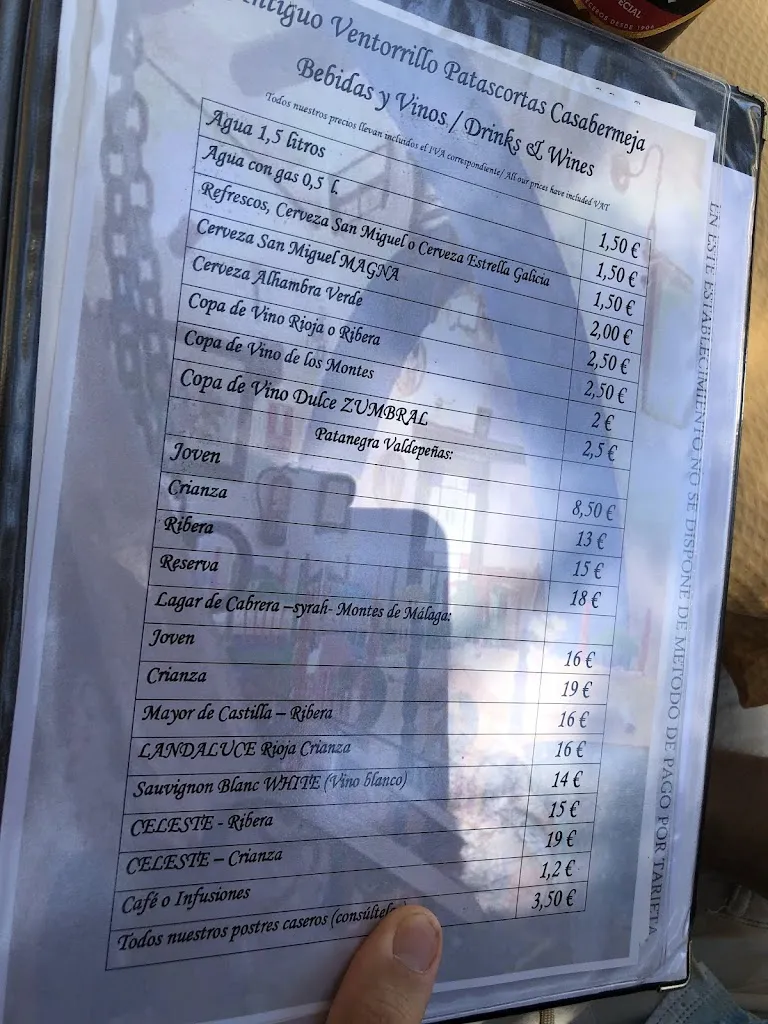 ECIAL
CEROS DESDE 1906
Antiguo Ventorrillo Patascortas Casabermeja
Bebidas y Vinos / Drinks & Wines
Todos nuestros precios llevan incluidos el IVA correspondiente/ All our prices have included VAT
Agua 1,5 litros 1,50 €
Agua con gas 0,5 l. 1,50 €
Refrescos, Cerveza San Miguel o Cerveza Estrella Galicia 1,50 €
Cerveza San Miguel MAGNA 2,00 €
Cerveza Alhambra Verde 2,50 €
Copa de Vino Rioja o Ribera 2,50 €
Copa de Vino de los Montes 2 €
Copa de Vino Dulce ZUMBRAL 2,5 €
Patanegra Valdepeñas:
Joven 8,50 €
Crianza 13 €
Ribera 15 €
Reserva 18 €
Lagar de Cabrera –syrah- Montes de Málaga:
Joven 16 €
Crianza 19 €
Mayor de Castilla – Ribera 16 €
LANDALUCE Rioja Crianza 16 €
Sauvignon Blanc WHITE (Vino blanco) 14 €
CELESTE - Ribera 15 €
CELESTE – Crianza 19 €
Café o Infusiones 1,2 €
Todos nuestros postres caseros (consúltele 3,50 €
EN ESTE ESTABLECIMIENTO NO SE DISPONE DE METODO DE PAGO POR TARJETA